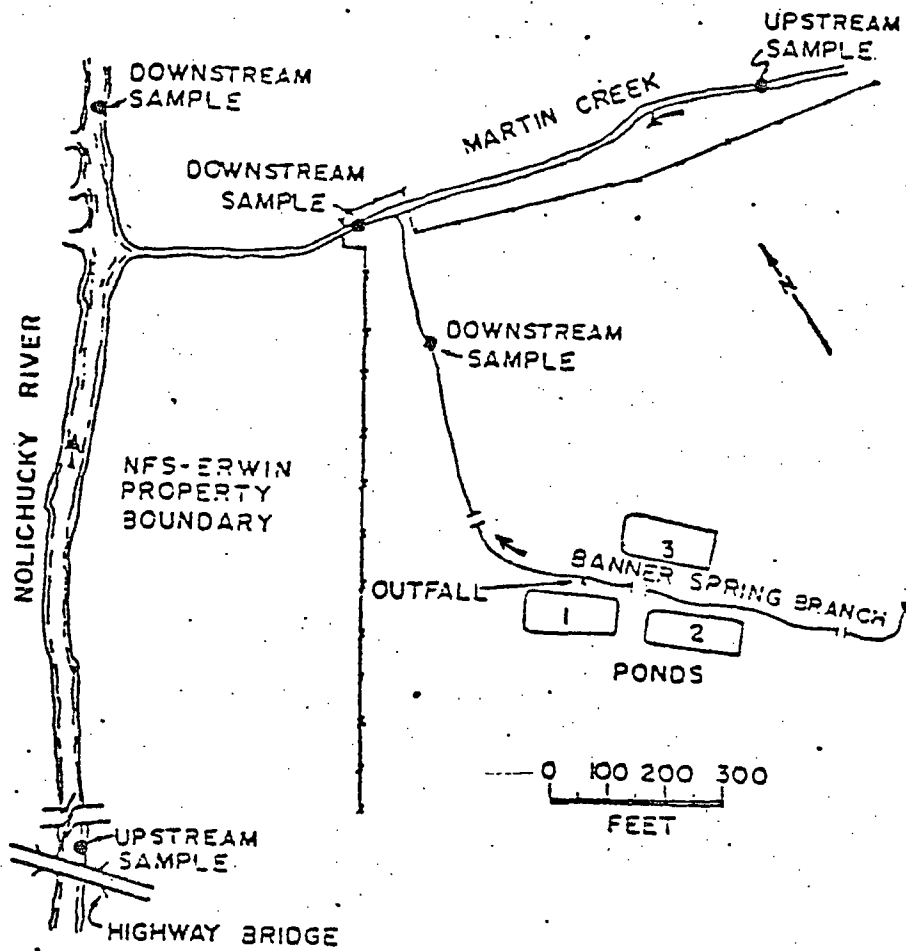 UPSTREAM
SAMPLE
DOWNSTREAM
SAMPLE
MARTIN CREEK
DOWNSTREAM
SAMPLE
N
DOWNSTREAM
SAMPLE
NOLICHUCKY RIVER
NFS-ERWIN
PROPERTY
BOUNDARY
3
BANNER SPRING BRANCH
OUTFALL
1
2
PONDS
0 100 200 300
FEET
UPSTREAM
SAMPLE
HIGHWAY BRIDGE